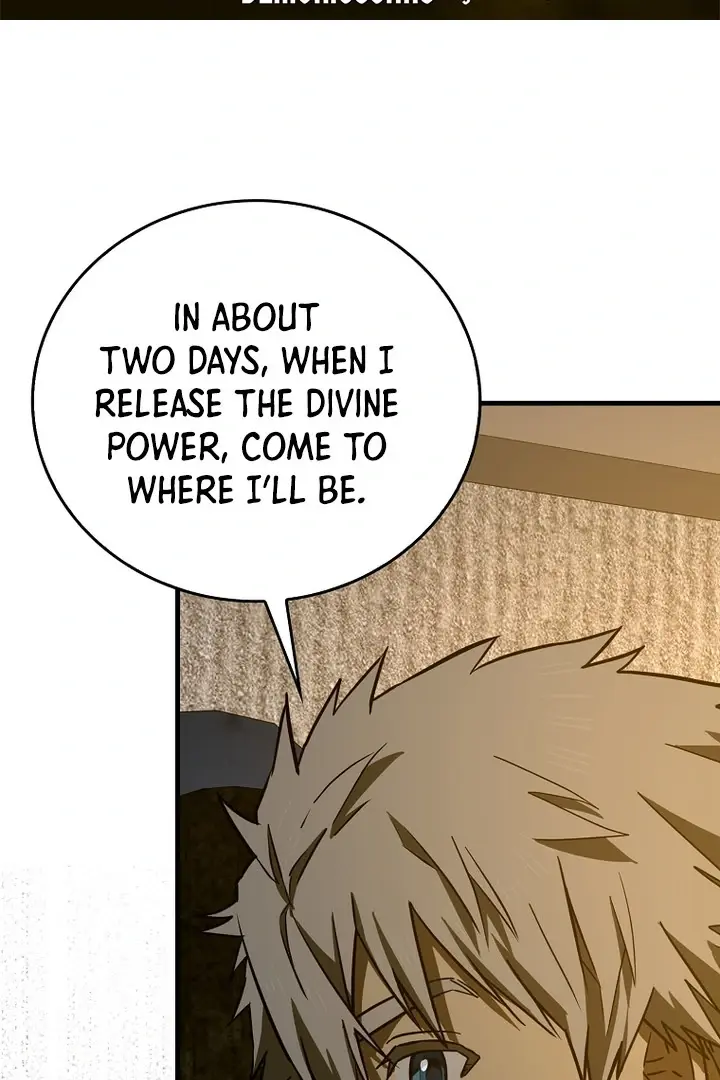 IN ABOUT
TWO DAYS, WHEN I
RELEASE THE DIVINE
POWER, COME TO
WHERE I'LL BE.